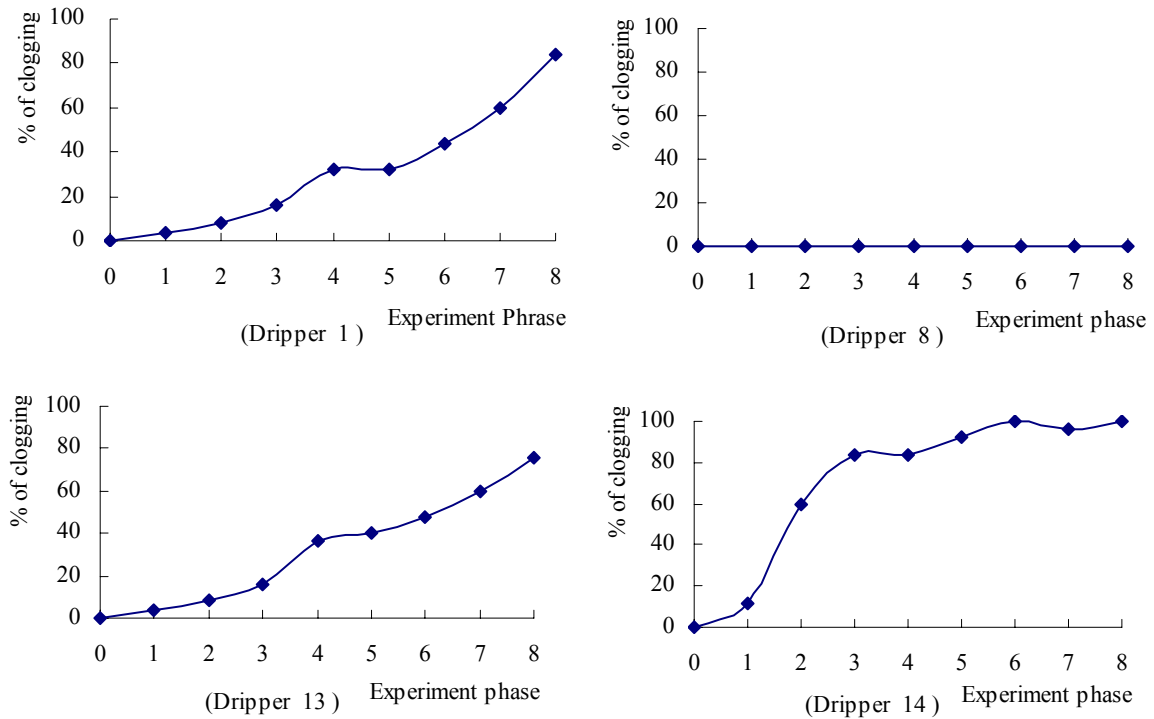 % of clogging
100
80
60
40
20
0
0 1 2 3 4 5 6 7 8
Experiment Phrase
(Dripper 1 )
% of clogging
100
80
60
40
20
0
0 1 2 3 4 5 6 7 8
Experiment phase
(Dripper 8 )
% of clogging
100
80
60
40
20
0
0 1 2 3 4 5 6 7 8
Experiment phase
(Dripper 13 )
% of clogging
100
80
60
40
20
0
0 1 2 3 4 5 6 7 8
Experiment phase
(Dripper 14 )